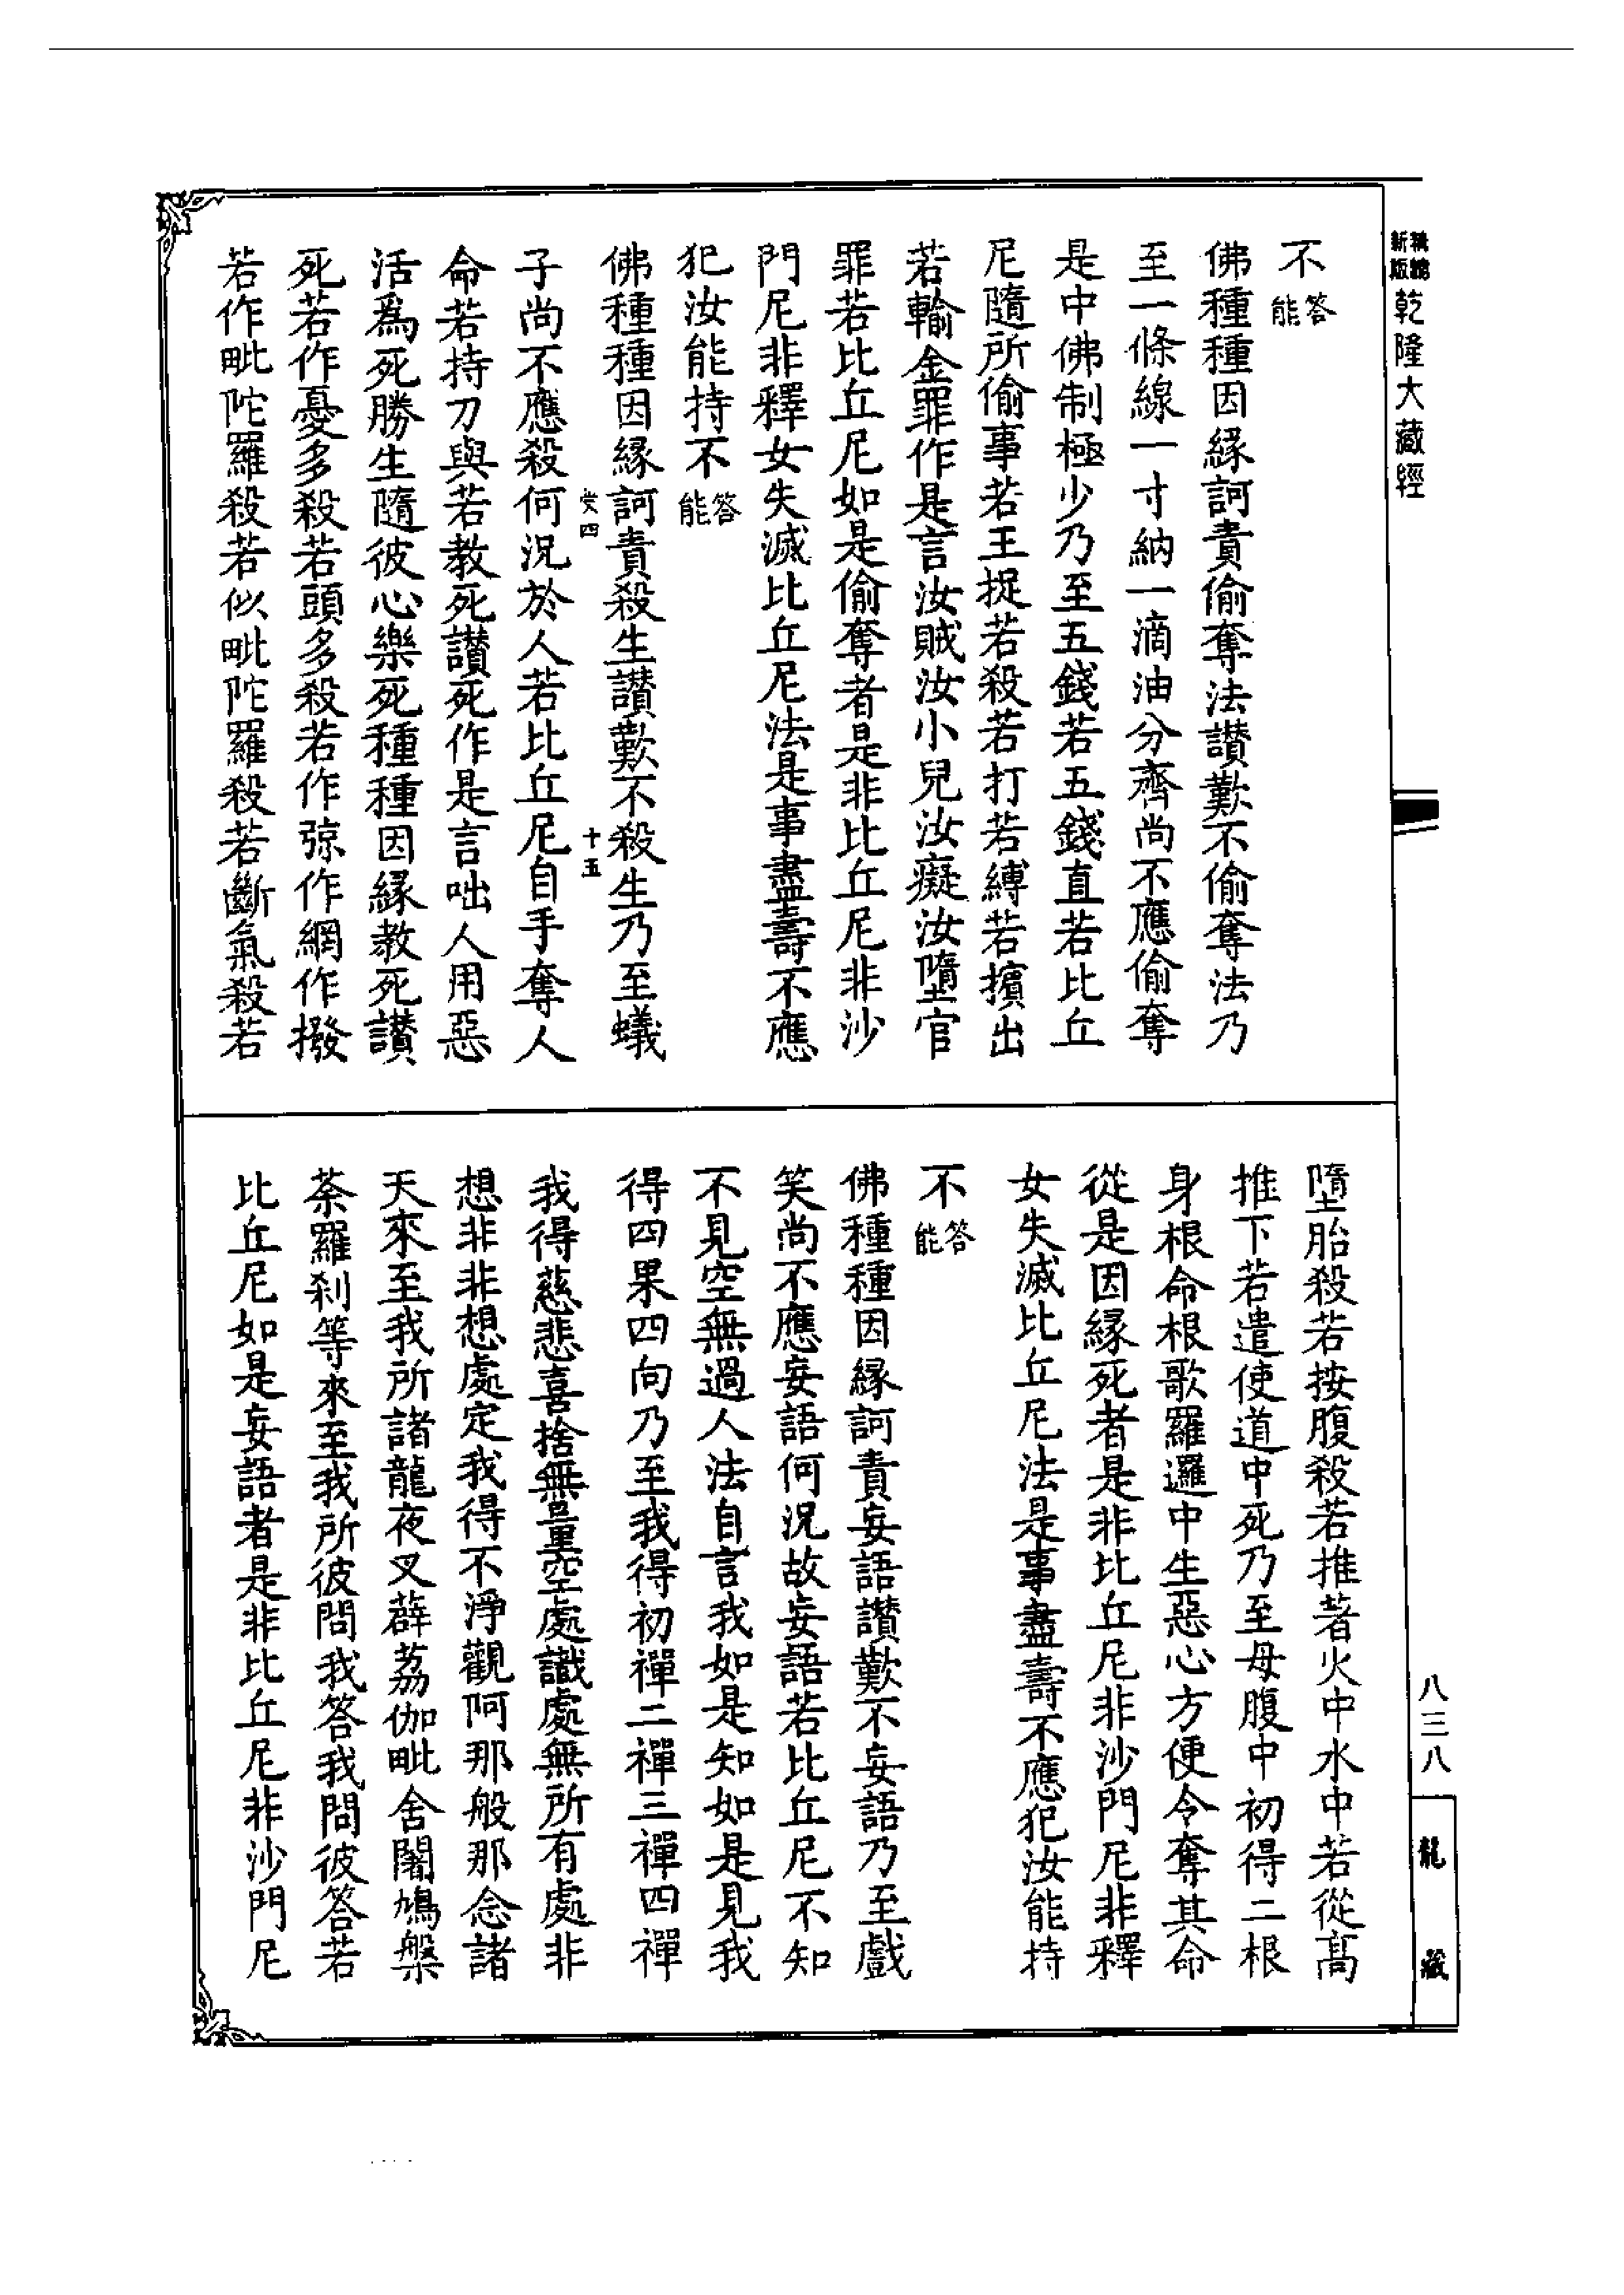 新版
精縮
乾隆大藏經
不答能
佛種種因緣訶責偷奪法讃歎不偷奪法乃
至一條線一寸納一滴油分齊尚不應偷奪
是中佛制極少乃至五錢若五錢直若比丘
尼隨所偷事若王捉若殺若打若縛若擯出
若輸金罪作是言汝賊汝小兒汝癡汝墮官
罪若比丘尼如是偷奪者是非比丘尼非沙
門尼非釋女失滅比丘尼法是事盡壽不應
犯汝能持不答能
佛種種因緣訶責殺生讃歎不殺生乃至蟻
四
十五
子尚不應殺何況於人若比丘尼自手奪人
命若持刀與若教死讃死作是言咄人用惡
活爲死勝生隨彼心樂死種種因緣教死讃
死若作憂多殺若頭多殺若作弶作網作撥
若作毗陀羅殺若似毗陀羅殺若斷氣殺若
墮胎殺若按腹殺若推著火中水中若從高
推下若遣使道中死乃至母腹中初得二根
身根命根歌羅邏中生惡心方便令奪其命
從是因緣死者是非比丘尼非沙門尼非釋
女失滅比丘尼法是事盡壽不應犯汝能持
不答能
佛種種因緣訶責妄語讃歎不妄語乃至戲
笑尚不應妄語何況故妄語若比丘尼不知
不見空無過人法自言我如是知如是見我
得四果四向乃至我得初禪二禪三禪四禪
我得慈悲喜捨無量空處識處無所有處非
想非非想處定我得不淨觀阿那般那念諸
天來至我所諸龍夜叉薜荔伽毗舍闍鳩槃
荼羅刹等來至我所彼問我答我問彼答若
比丘尼如是妄語者是非比丘尼非沙門尼
八三八
龍藏